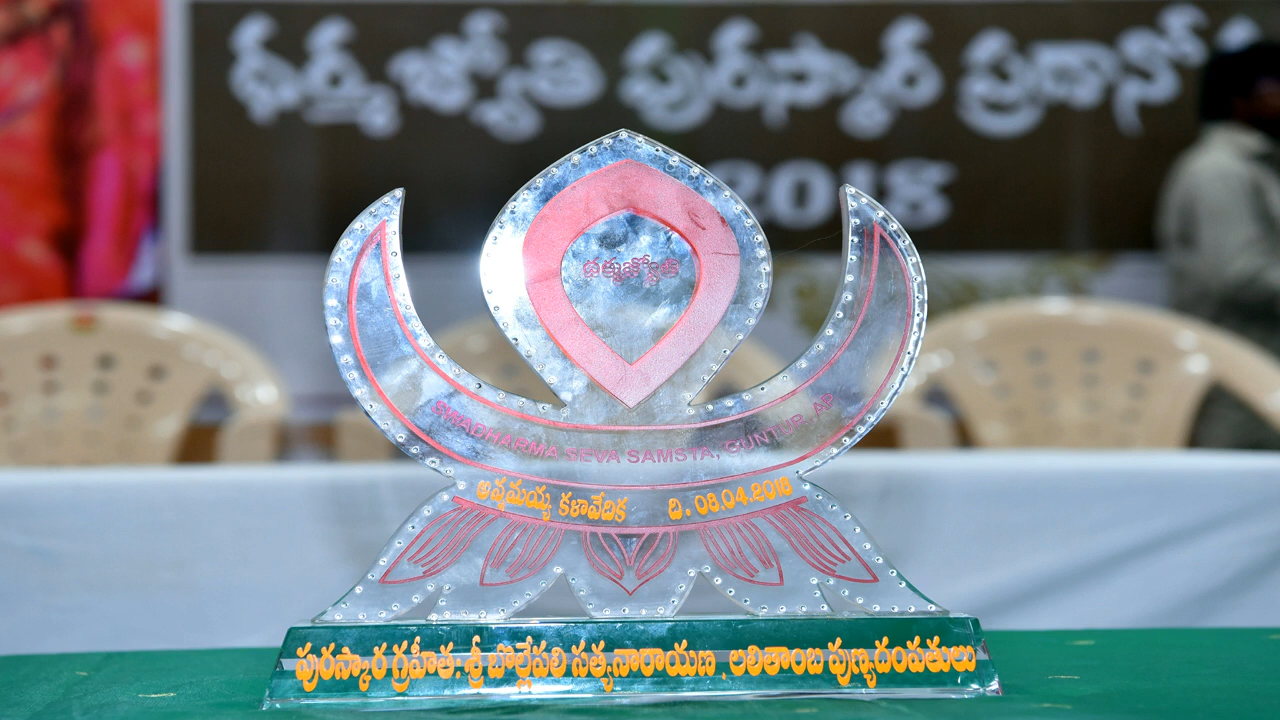 ధర్మజ్యోతి పురస్కార ప్రదానో
2018
ధర్మజ్యోతి
SWADHARMA SEVA SAMSTA, GUNTUR, AP
అన్నమయ్య కళావేదిక ది. 08.04.2018
పురస్కార గ్రహీత: శ్రీ బొల్లేపలి సత్యనారాయణ, లలితాంబ పుణ్యదంపతులు